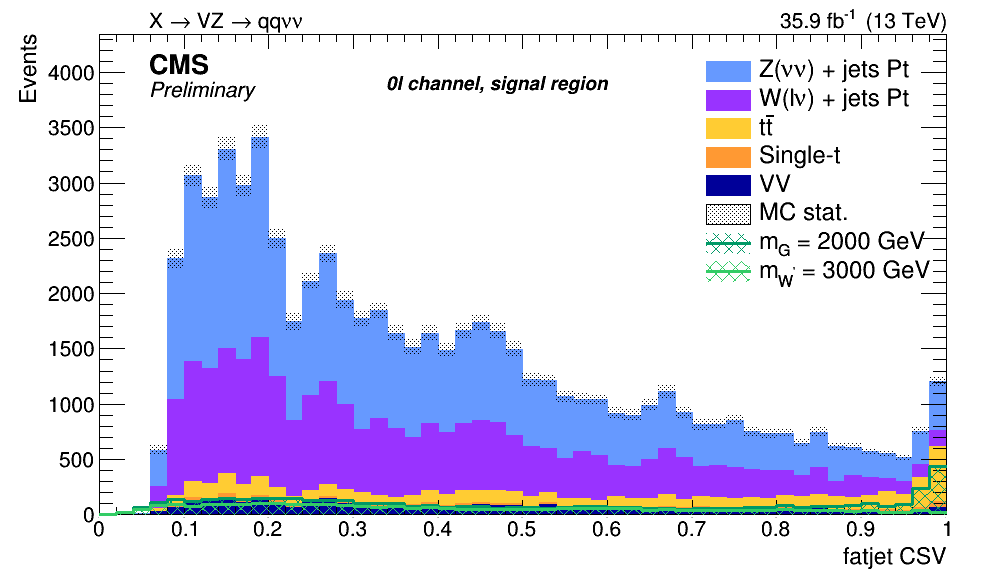 X → VZ → qqνν
35.9 fb⁻¹ (13 TeV)
Events
CMS
Preliminary
0l channel, signal region
Z(νν) + jets Pt
W(lν) + jets Pt
tt̄
Single-t
VV
MC stat.
m_G = 2000 GeV
m_W' = 3000 GeV
4000
3500
3000
2500
2000
1500
1000
500
0
0 0.1 0.2 0.3 0.4 0.5 0.6 0.7 0.8 0.9 1
fatjet CSV